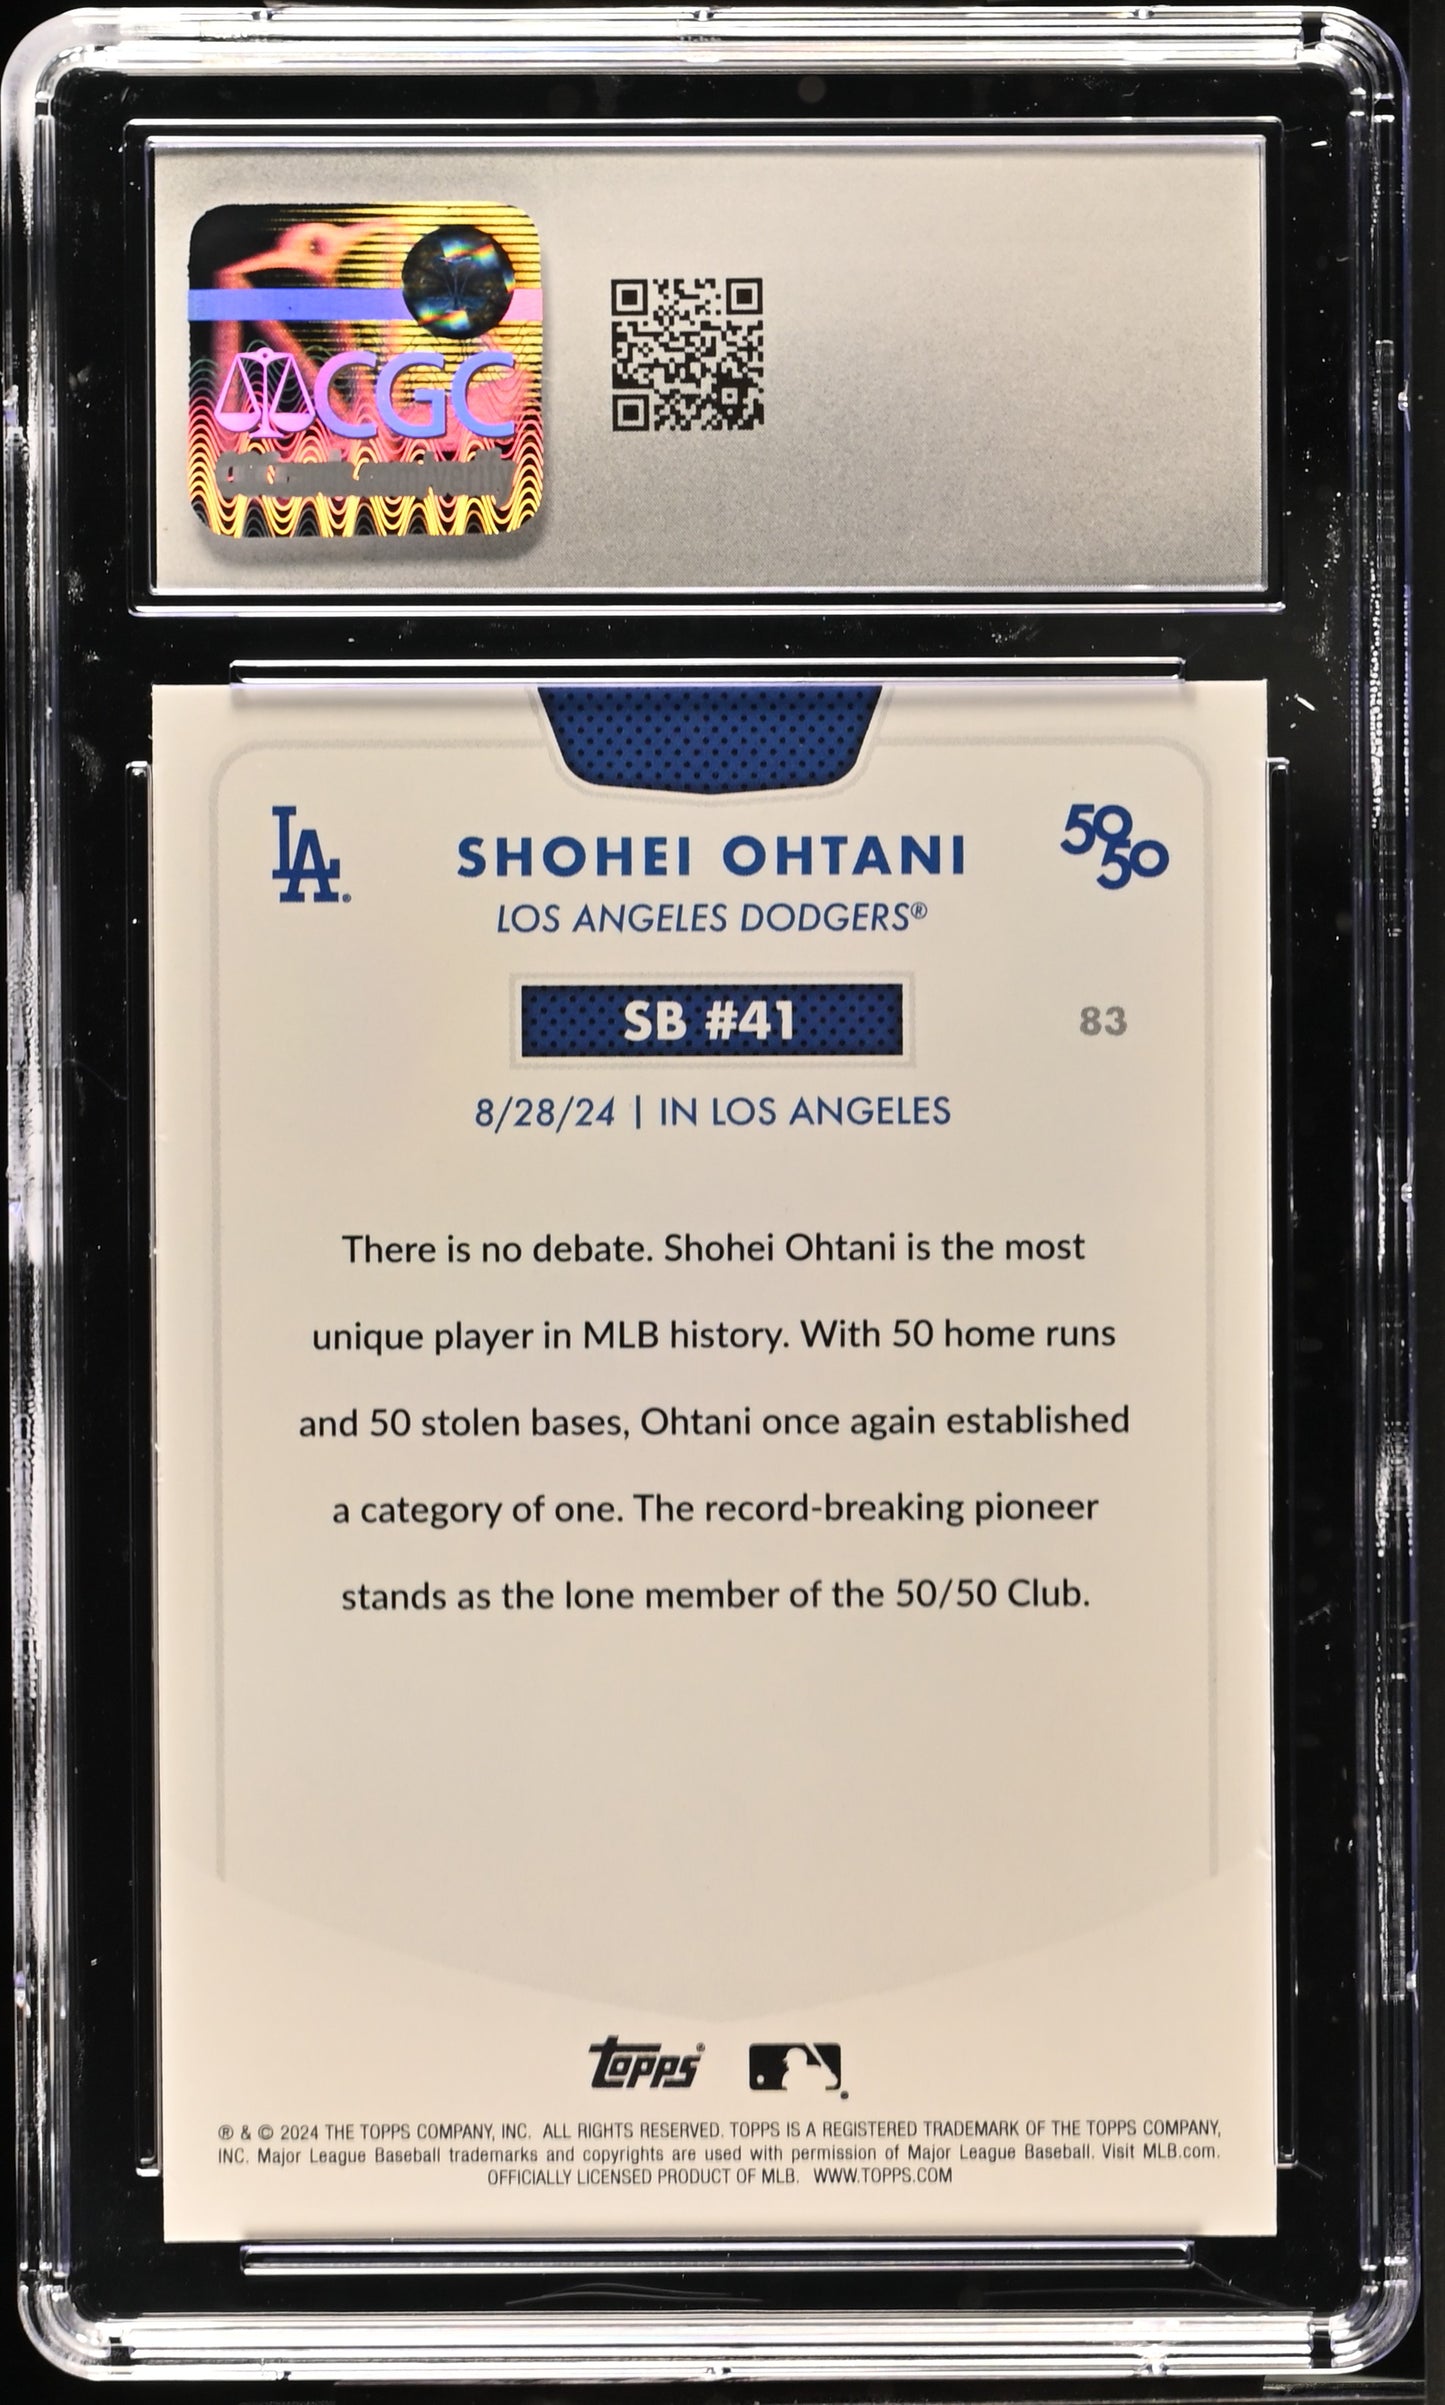 CGC
LA
SHOHEI OHTANI
50
50
LOS ANGELES DODGERS®
SB #41
83
8/28/24 | IN LOS ANGELES
There is no debate. Shohei Ohtani is the most
unique player in MLB history. With 50 home runs
and 50 stolen bases, Ohtani once again established
a category of one. The record-breaking pioneer
stands as the lone member of the 50/50 Club.
Topps
® & © 2024 THE TOPPS COMPANY, INC. ALL RIGHTS RESERVED. TOPPS IS A REGISTERED TRADEMARK OF THE TOPPS COMPANY,
INC. Major League Baseball trademarks and copyrights are used with permission of Major League Baseball. Visit MLB.com.
OFFICIALLY LICENSED PRODUCT OF MLB. WWW.TOPPS.COM